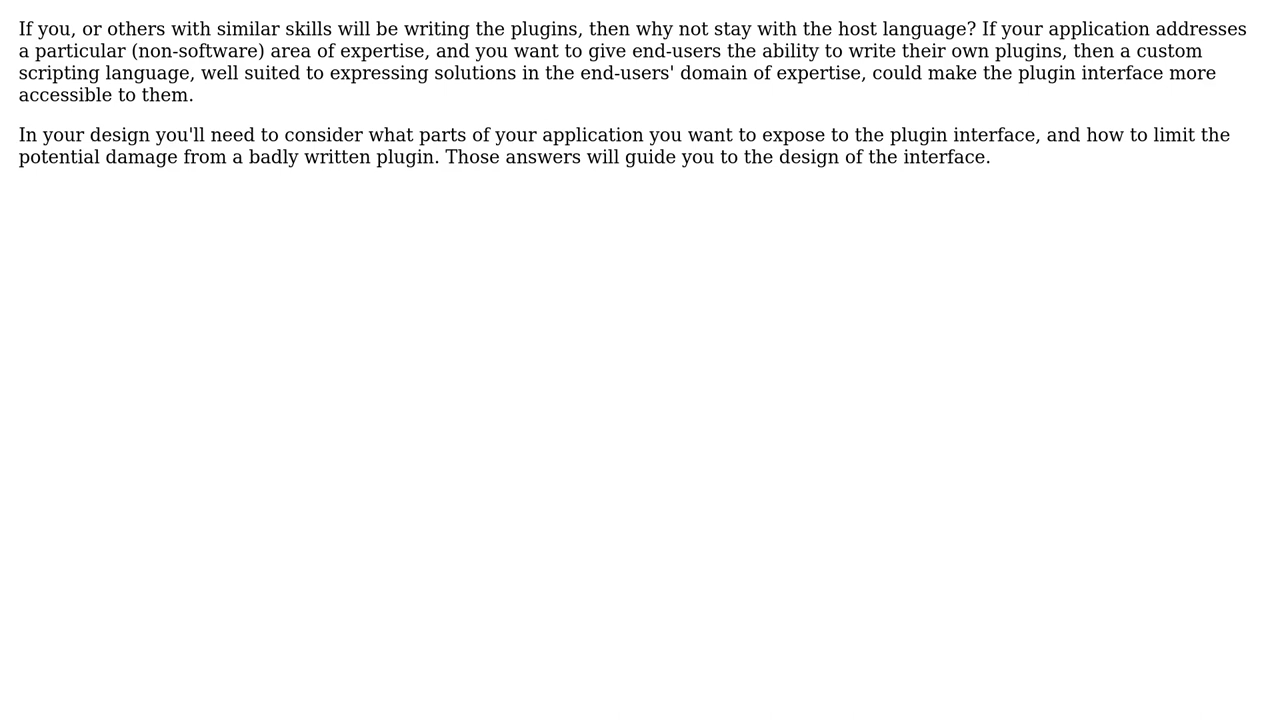 If you, or others with similar skills will be writing the plugins, then why not stay with the host language? If your application addresses
a particular (non-software) area of expertise, and you want to give end-users the ability to write their own plugins, then a custom
scripting language, well suited to expressing solutions in the end-users' domain of expertise, could make the plugin interface more
accessible to them.
In your design you'll need to consider what parts of your application you want to expose to the plugin interface, and how to limit the
potential damage from a badly written plugin. Those answers will guide you to the design of the interface.